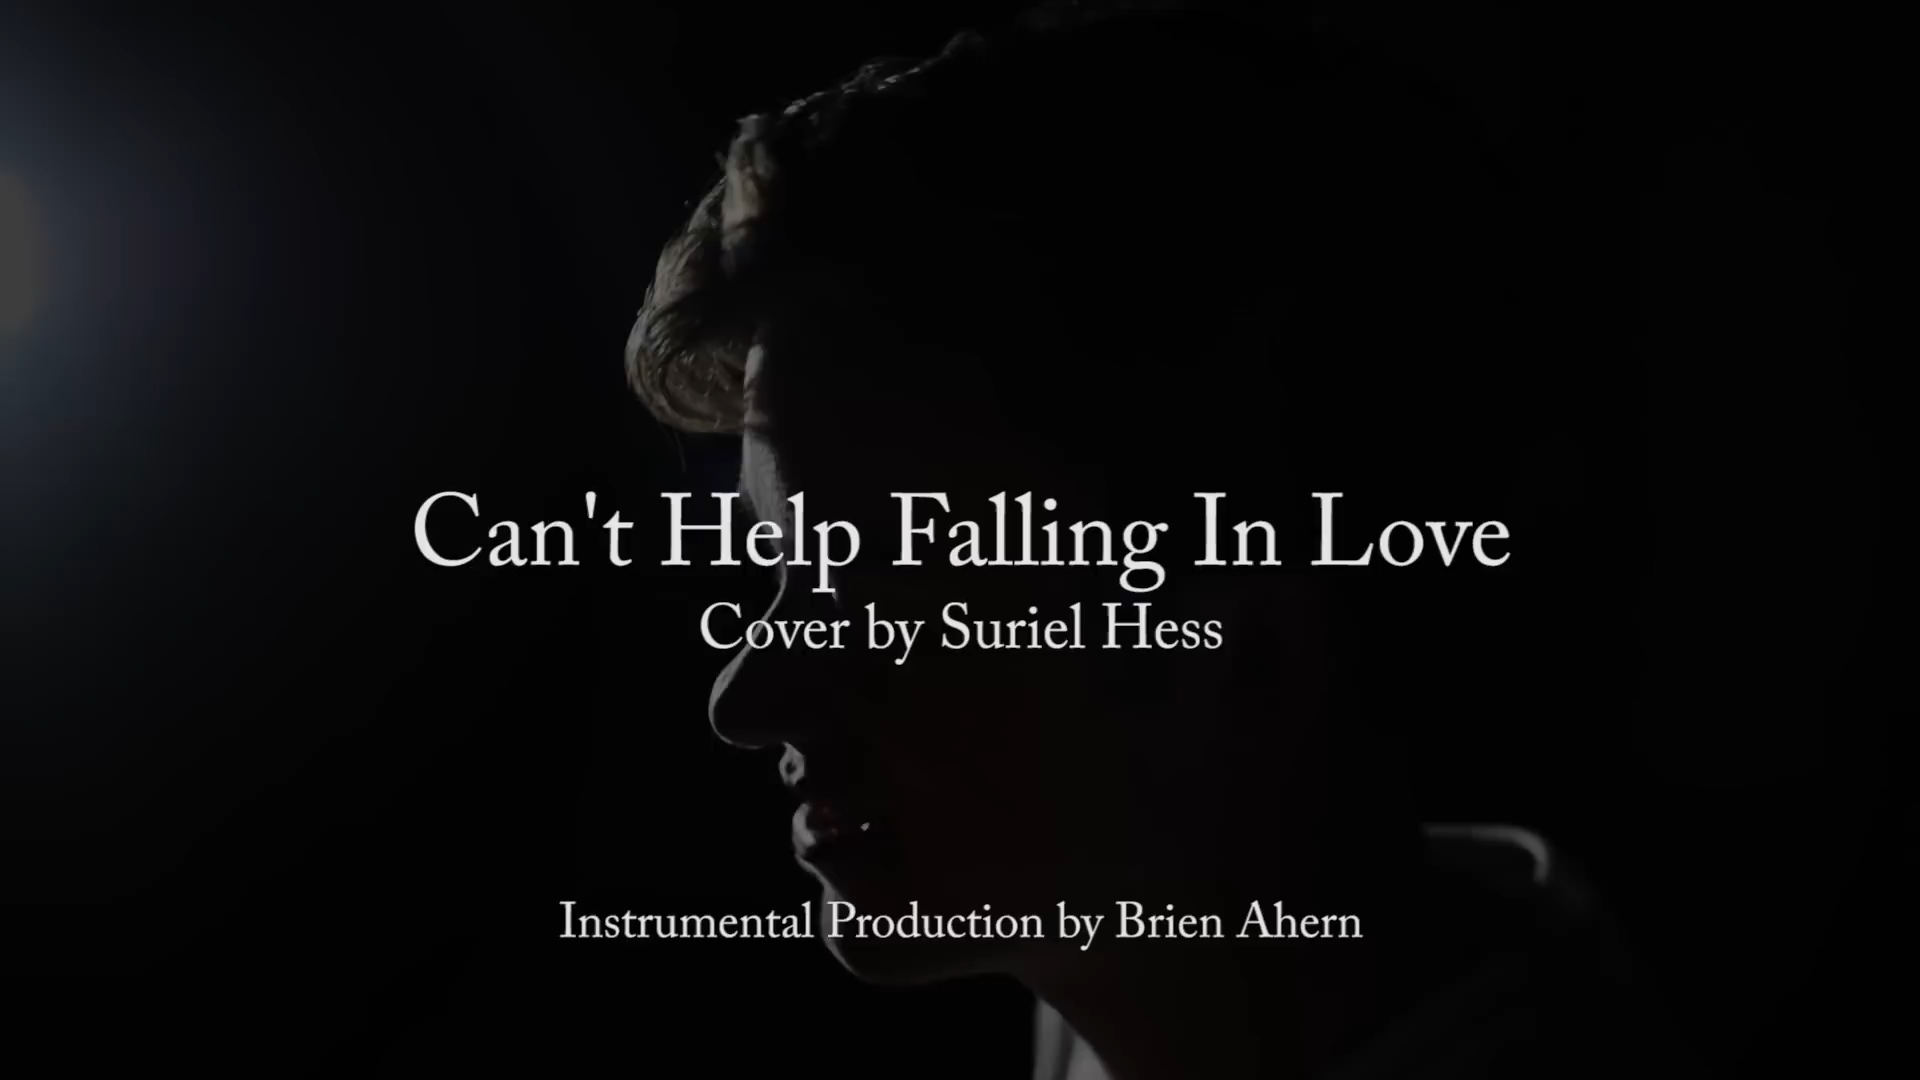 Can't Help Falling In Love
Cover by Suriel Hess
Instrumental Production by Brien Ahern